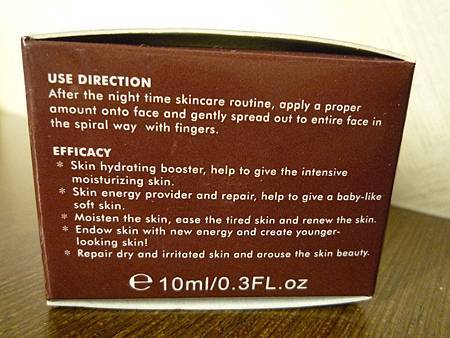 USE DIRECTION
After the night time skincare routine, apply a proper
amount onto face and gently spread out to entire face in
the spiral way with fingers.
EFFICACY
* Skin hydrating booster, help to give the intensive
moisturizing skin.
* Skin energy provider and repair, help to give a baby-like
soft skin.
* Moisten the skin, ease the tired skin and renew the skin.
* Endow skin with new energy and create younger-
looking skin!
* Repair dry and irritated skin and arouse the skin beauty.
℮ 10ml/0.3FL.oz